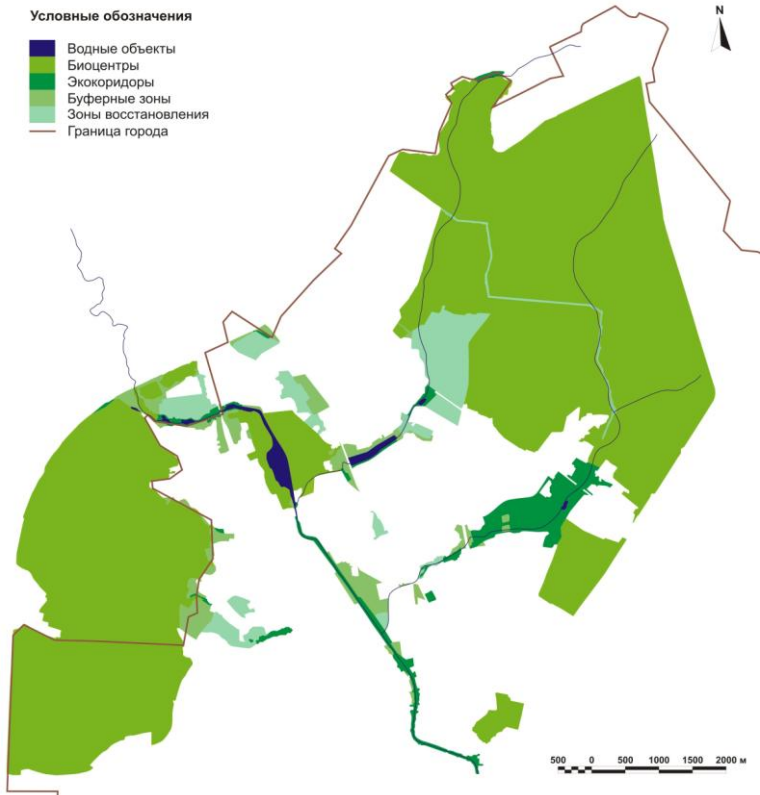 Условные обозначения
N
Водные объекты
Биоцентры
Экокоридоры
Буферные зоны
Зоны восстановления
Граница города
500 0 500 1000 1500 2000 м